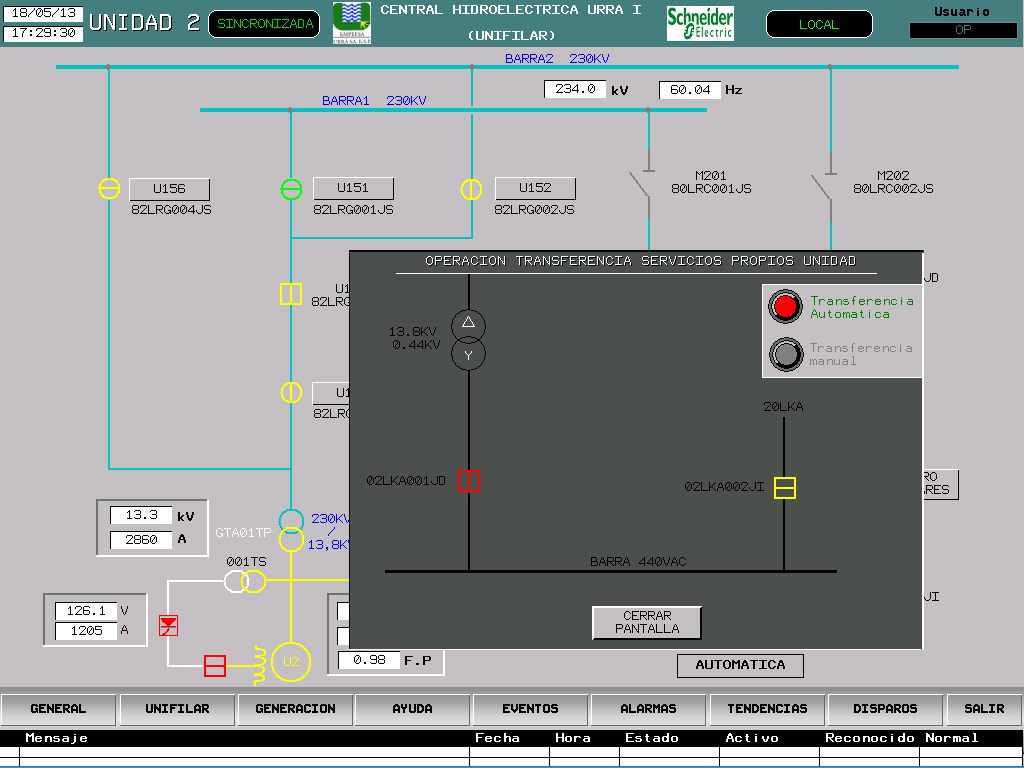 18/05/13
17:29:30
UNIDAD 2
SINCRONIZADA
CENTRAL HIDROELECTRICA URRA I
(UNIFILAR)
Schneider
Electric
LOCAL
Usuario
OP
BARRA2 230KV
BARRA1 230KV
234.0 kV
60.04 Hz
U156
82LRG004JS
U151
82LRG001JS
U152
82LRG002JS
M201
80LRC001JS
M202
80LRC002JS
OPERACION TRANSFERENCIA SERVICIOS PROPIOS UNIDAD
Transferencia
Automatica
Transferencia
manual
13.8KV
0.44KV
20LKA
02LKA001JD
02LKA002JI
BARRA 440VAC
CERRAR
PANTALLA
U1
82LRG
U1
82LRG
JD
RO
RES
JI
13.3 kV
2860 A
GTA01TP
230KV
/
13,8K
001TS
126.1 V
1205 A
U2
0.98 F.P
AUTOMATICA
GENERAL
UNIFILAR
GENERACION
AYUDA
EVENTOS
ALARMAS
TENDENCIAS
DISPAROS
SALIR
Mensaje
Fecha
Hora
Estado
Activo
Reconocido
Normal